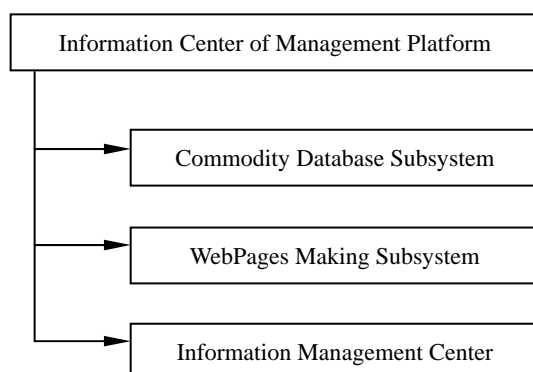 Information Center of Management Platform
Commodity Database Subsystem
WebPages Making Subsystem
Information Management Center